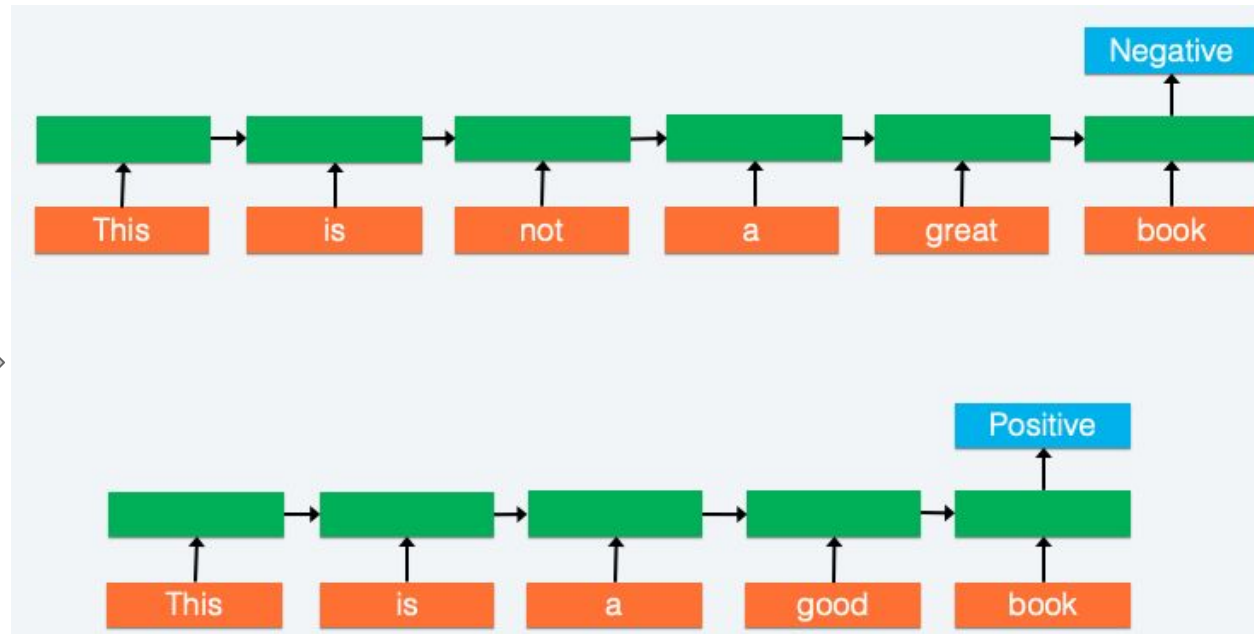 Negative
This is not a great book
Positive
This is a good book